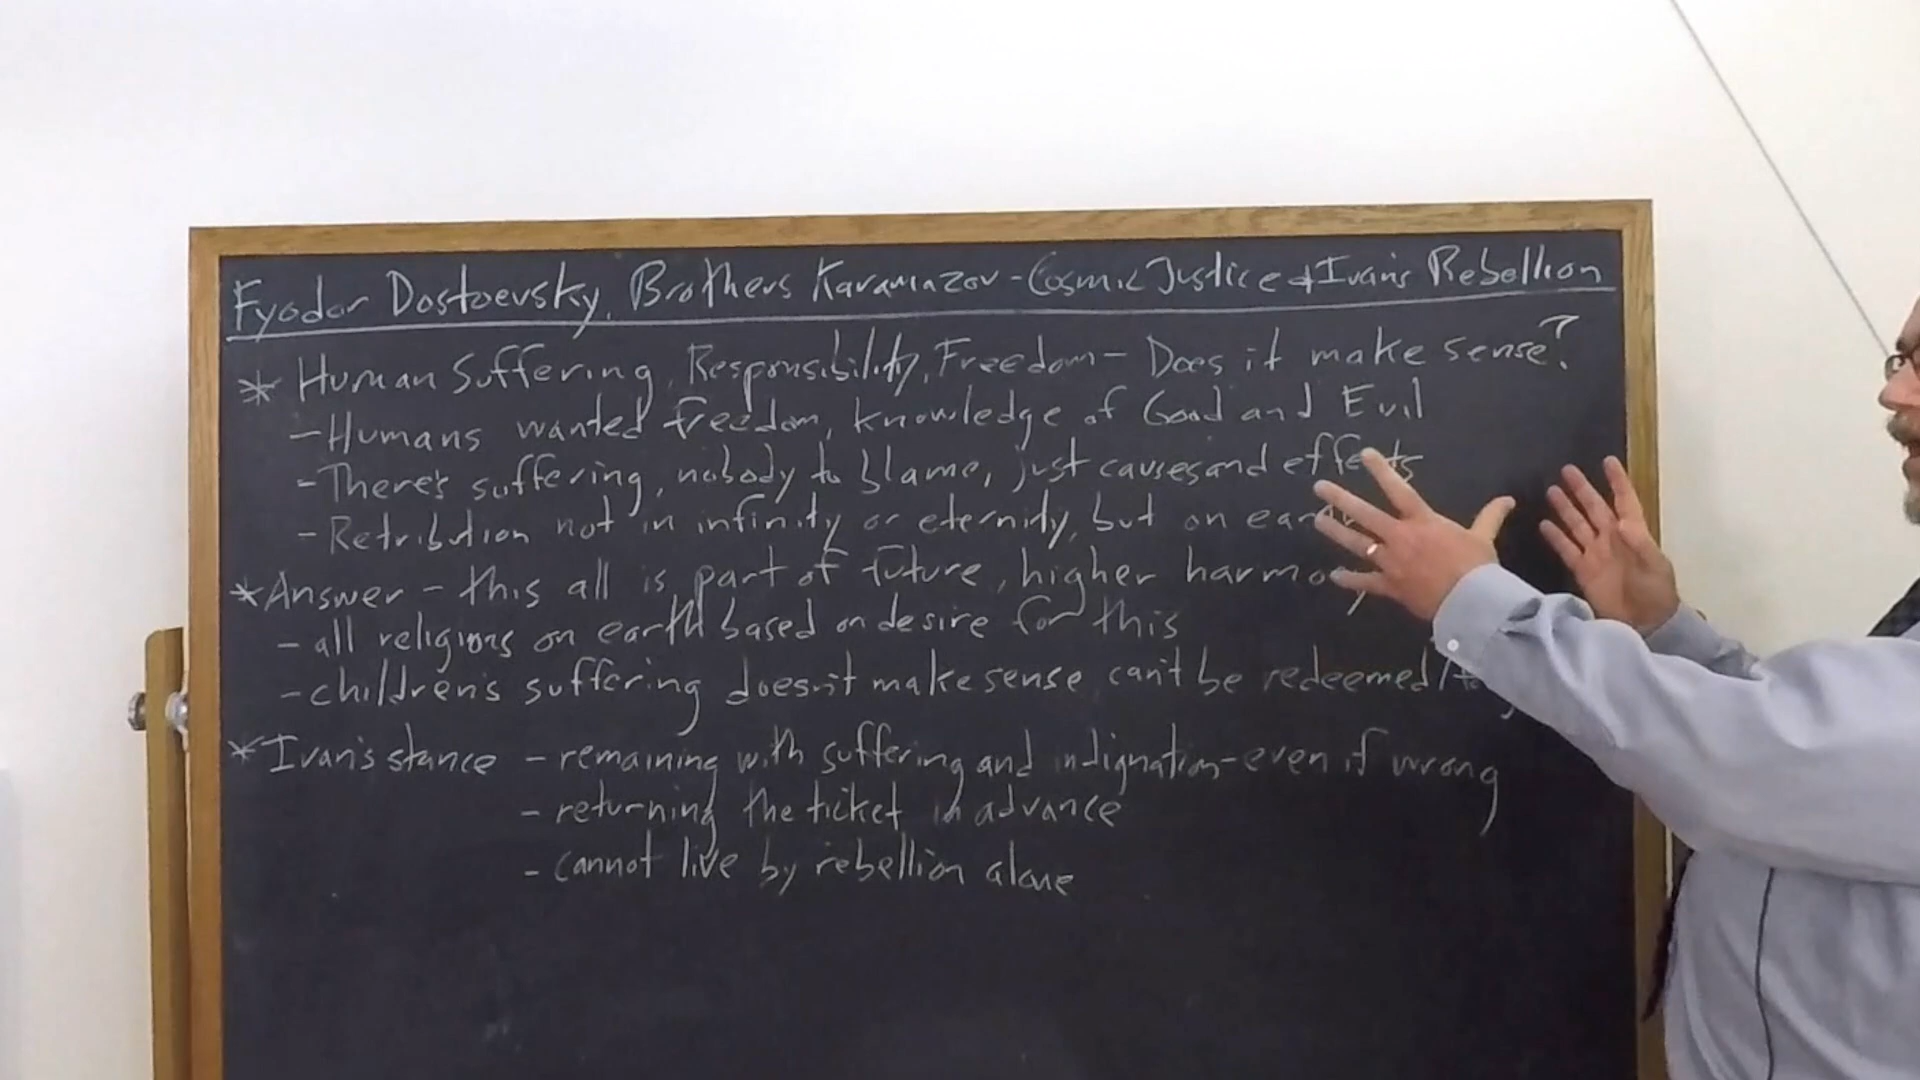 Fyodor Dostoevsky, Brothers Karamazov - Cosmic Justice & Ivan's Rebellion
* Human Suffering, Responsibility, Freedom - Does it make sense?
- Humans wanted freedom, knowledge of Good and Evil
- There's suffering, nobody to blame, just causes and effects
- Retribution not in infinity or eternity, but on
* Answer - this all is part of future, higher harmony
- all religions on earth based on desire for this
- children's suffering doesn't make sense, can't be redeemed/
* Ivan's stance - remaining with suffering and indignation - even if wrong
- returning the ticket in advance
- cannot live by rebellion alone